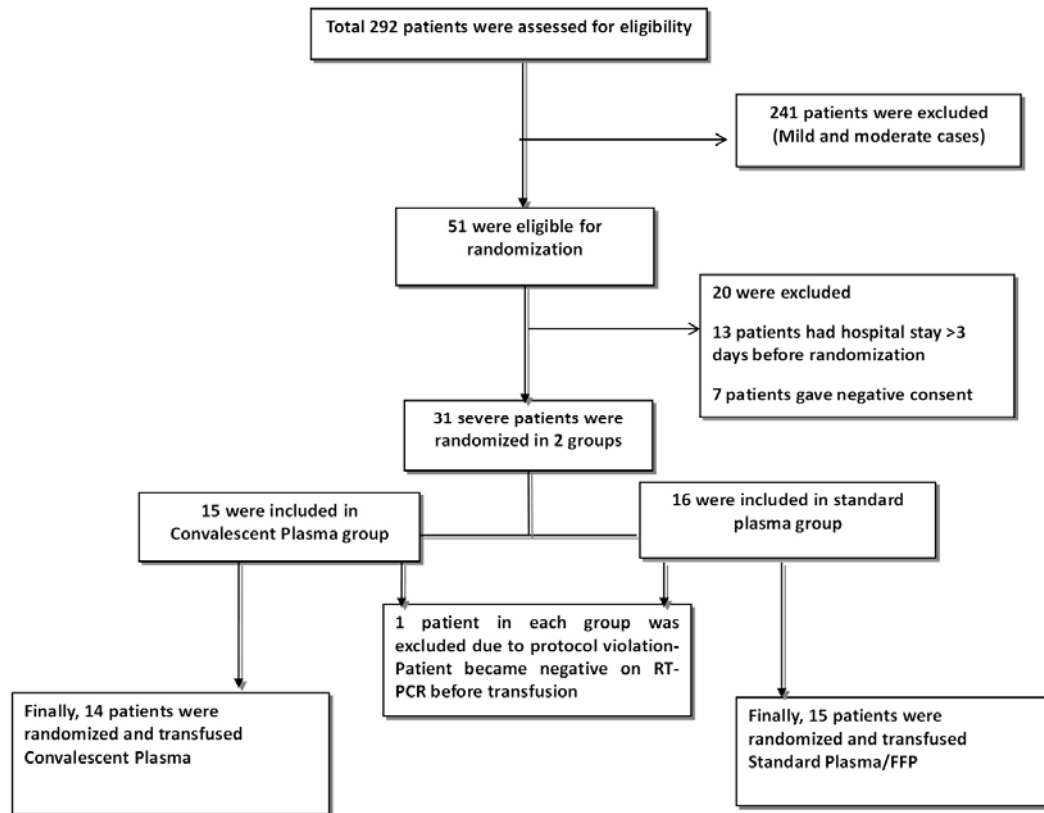 Total 292 patients were assessed for eligibility
241 patients were excluded
(Mild and moderate cases)
51 were eligible for
randomization
20 were excluded
13 patients had hospital stay >3
days before randomization
7 patients gave negative consent
31 severe patients were
randomized in 2 groups
15 were included in
Convalescent Plasma group
16 were included in standard
plasma group
1 patient in each group was
excluded due to protocol violation-
Patient became negative on RT-
PCR before transfusion
Finally, 14 patients were
randomized and transfused
Convalescent Plasma
Finally, 15 patients were
randomized and transfused
Standard Plasma/FFP